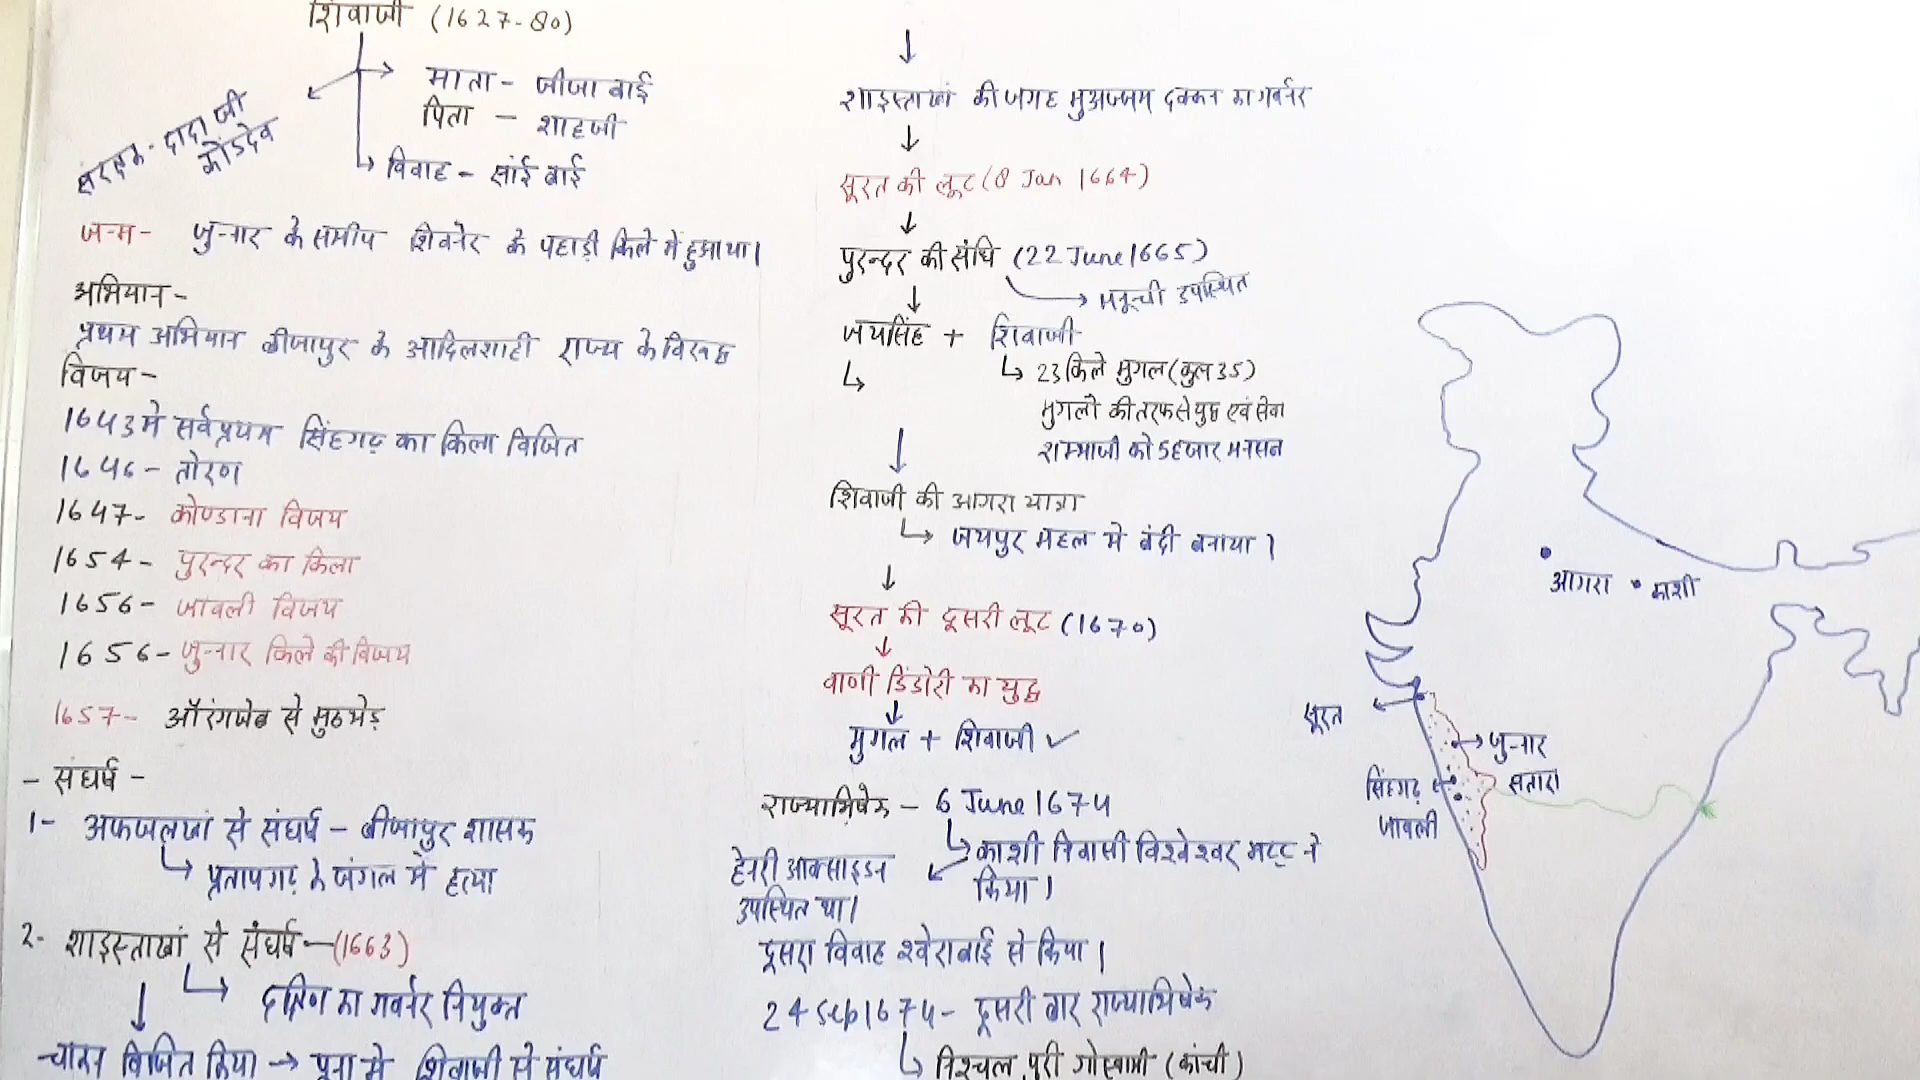 शिवाजी (1627-80)
माता - जीजा बाई
पिता - शाहजी
संरक्षक - दादा जी
कोंडदेव
विवाह - सांई बाई
जन्म- जुन्नार के समीप शिवनेर के पहाड़ी किले में हुआ था।
अभियान-
प्रथम अभियान बीजापुर के आदिलशाही राज्य के विरूद्ध
विजय-
1643 मे सर्वप्रथम सिंहगढ़ का किला विजित
1646- तोरण
1647- कोण्डाना विजय
1654- पुरन्दर का किला
1656- जावली विजय
1656- जुन्नार किले की विजय
1657- औरंगजेब से मुठभेड़
- संघर्ष -
1- अफजलखां से संघर्ष - बीजापुर शासक
प्रतापगढ़ के जंगल में हत्या
2- शाइस्ताखां से संघर्ष-(1663)
दक्षिण का गवर्नर नियुक्त
चाकन विजित किया → पूना मे शिवाजी से संघर्ष
शाइस्ताखां की जगह मुअज्जम दक्कन का गवर्नर
सूरत की लूट (8 Jan 1664)
पुरन्दर की संधि (22 June 1665)
मनूची उपस्थित
जयसिंह + शिवाजी
23 किले मुगल (कुल 35)
मुगलों की तरफ से युद्ध एवं सेवा
शम्भाजी को 5 हजार मनसब
शिवाजी की आगरा यात्रा
जयपुर महल मे बंदी बनाया।
सूरत की दूसरी लूट (1670)
वाणी डिंडोरी का युद्ध
मुगल + शिवाजी ✓
राज्याभिषेक - 6 June 1674
काशी निवासी विश्वेश्वर भट्ट ने
किया।
हेनरी आक्साइडन
उपस्थित था।
दूसरा विवाह श्वेराबाई से किया।
24 Sep 1674- दूसरी बार राज्याभिषेक
निश्चल पुरी गोस्वामी (कांची)
आगरा
काशी
सूरत
जुन्नार
सतारा
सिंहगढ़
जावली